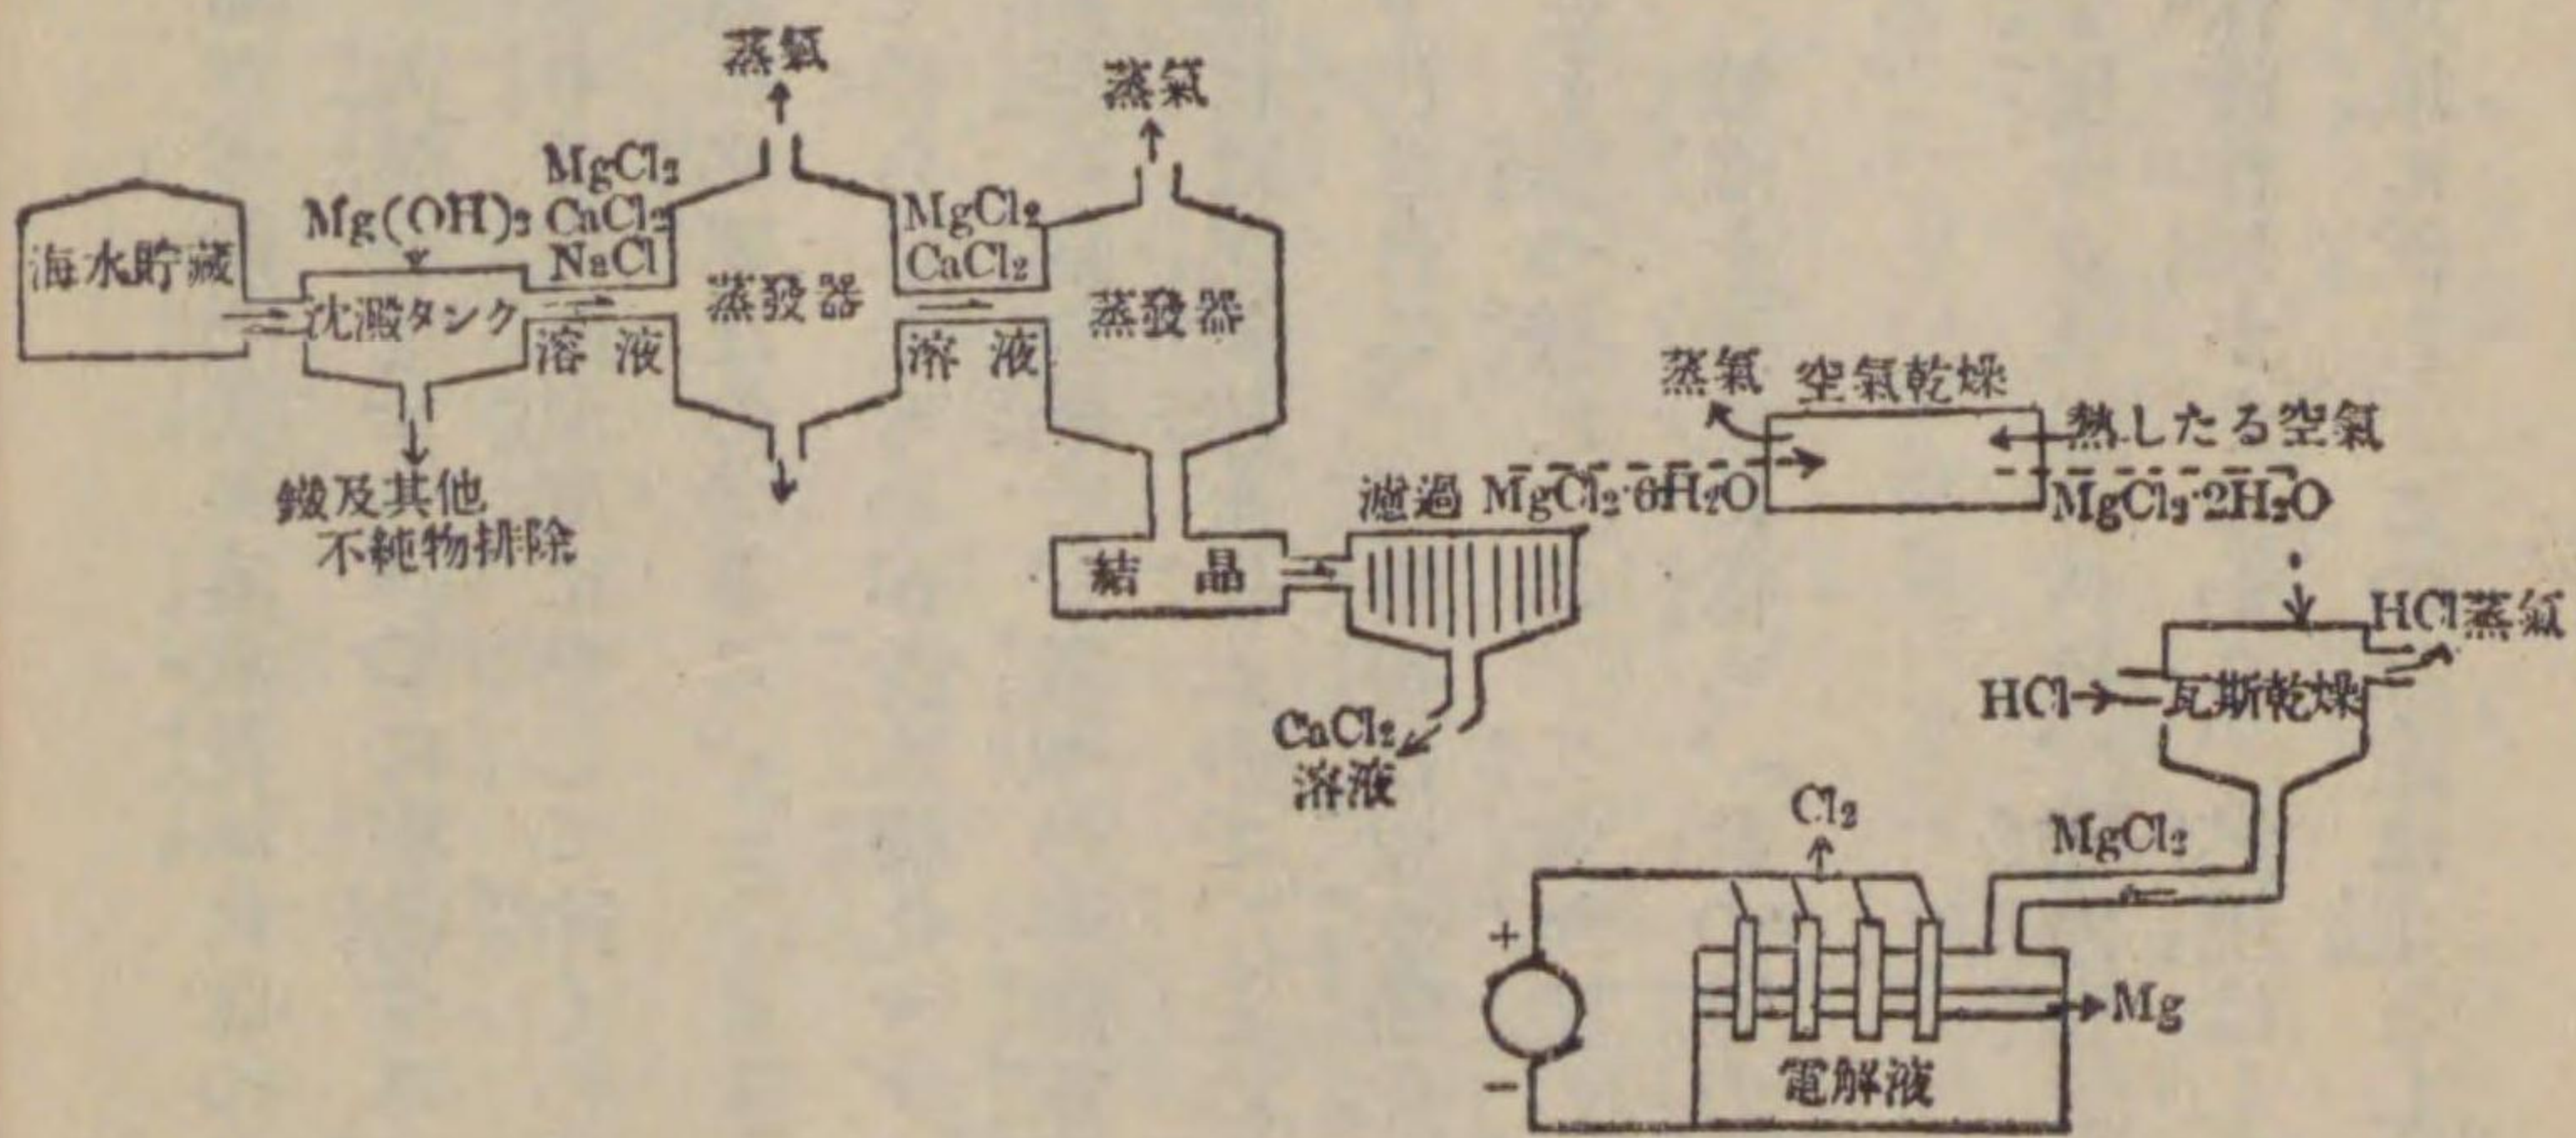 海水貯藏
Mg(OH)₂
沈澱タンク
鐵及其他
不純物排除
MgCl₂
CaCl₂
NaCl
溶液
蒸氣
蒸發器
MgCl₂
CaCl₂
溶液
蒸氣
蒸發器
結晶
濾過
CaCl₂
溶液
MgCl₂·6H₂O
蒸氣
空氣乾燥
熱したる空氣
MgCl₂·2H₂O
HCl
瓦斯乾燥
HCl蒸氣
MgCl₂
Cl₂
+
−
電解液
Mg